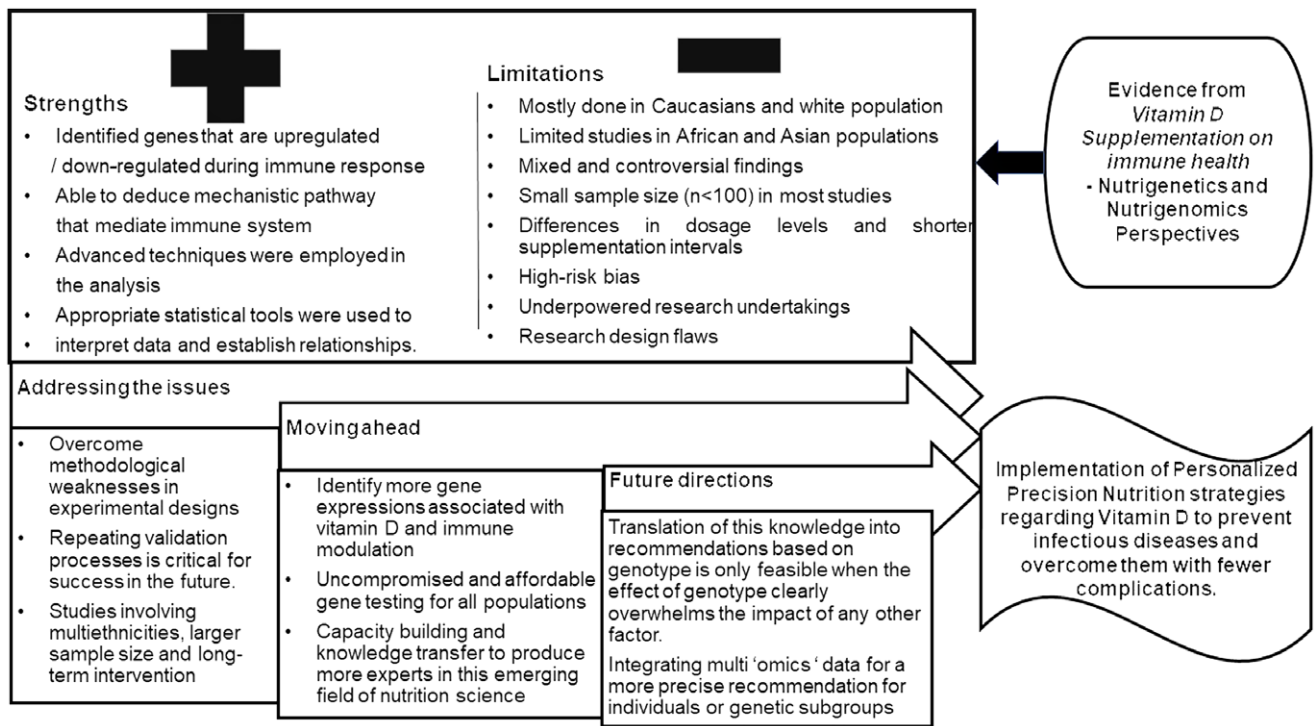 Strengths
• Identified genes that are upregulated
/ down-regulated during immune response
• Able to deduce mechanistic pathway
that mediate immune system
• Advanced techniques were employed in
the analysis
• Appropriate statistical tools were used to
• interpret data and establish relationships.
Limitations
• Mostly done in Caucasians and white population
• Limited studies in African and Asian populations
• Mixed and controversial findings
• Small sample size (n<100) in most studies
• Differences in dosage levels and shorter
supplementation intervals
• High-risk bias
• Underpowered research undertakings
• Research design flaws
Evidence from
Vitamin D
Supplementation on
immune health
- Nutrigenetics and
Nutrigenomics
Perspectives
Addressing the issues
• Overcome
methodological
weaknesses in
experimental designs
• Repeating validation
processes is critical for
success in the future.
• Studies involving
multiethnicities, larger
sample size and long-
term intervention
Moving ahead
• Identify more gene
expressions associated with
vitamin D and immune
modulation
• Uncompromised and affordable
gene testing for all populations
• Capacity building and
knowledge transfer to produce
more experts in this emerging
field of nutrition science
Future directions
Translation of this knowledge into
recommendations based on
genotype is only feasible when the
effect of genotype clearly
overwhelms the impact of any other
factor.
Integrating multi ‘omics ‘ data for a
more precise recommendation for
individuals or genetic subgroups
Implementation of Personalized
Precision Nutrition strategies
regarding Vitamin D to prevent
infectious diseases and
overcome them with fewer
complications.